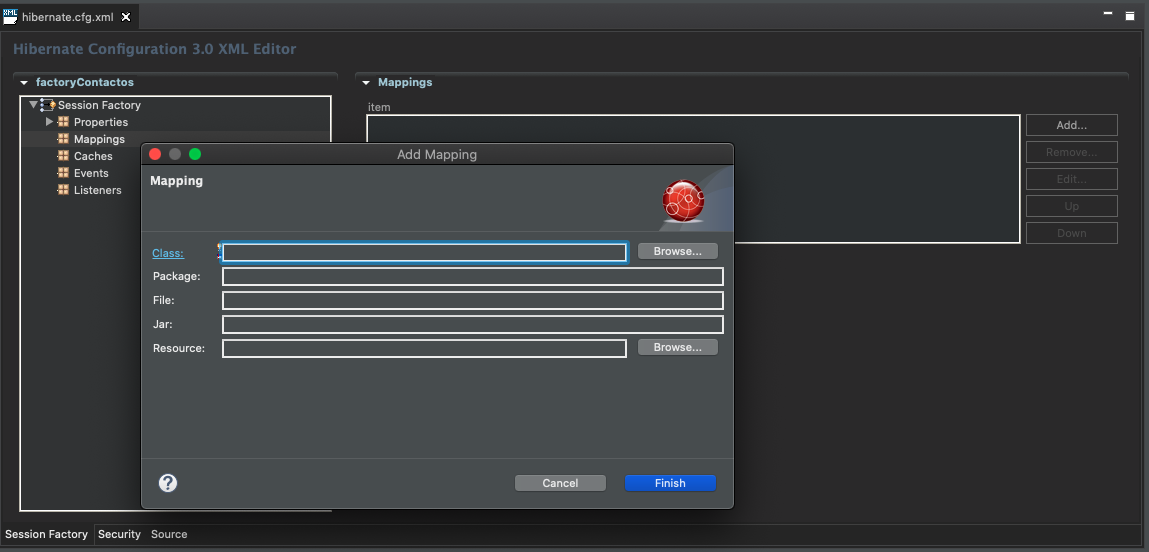 hibernate.cfg.xml
Hibernate Configuration 3.0 XML Editor
factoryContactos
Session Factory
Properties
Mappings
Caches
Events
Listeners
Mappings
item
Add...
Remove...
Edit...
Up
Down
Add Mapping
Mapping
Class:
Browse...
Package:
File:
Jar:
Resource:
Browse...
?
Cancel
Finish
Session Factory
Security
Source